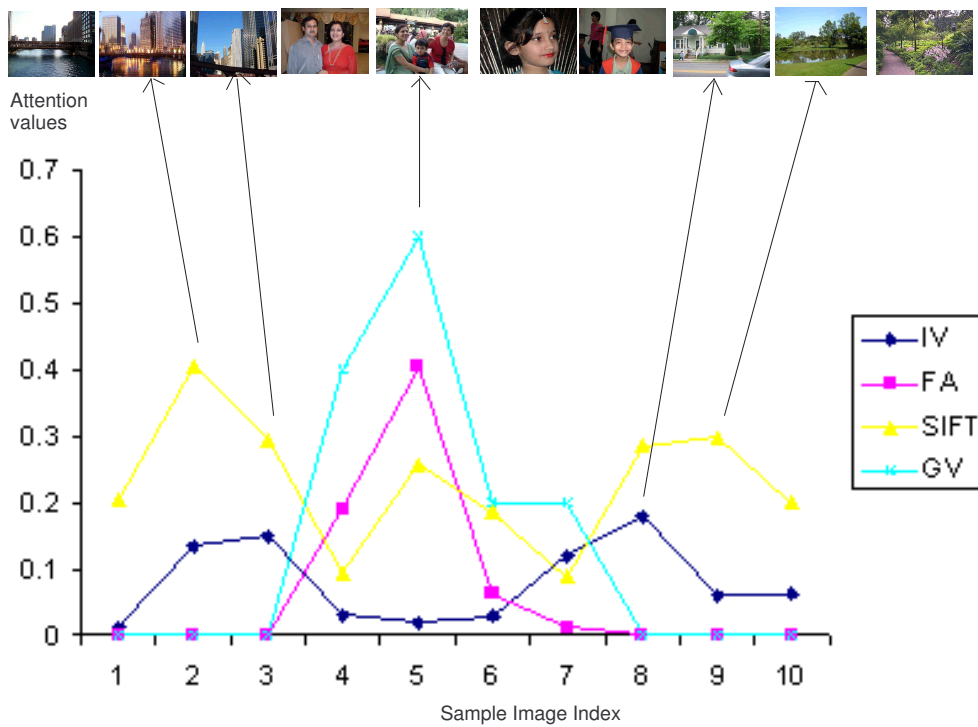 Attention
values
0.7
0.6
0.5
0.4
0.3
0.2
0.1
0
1 2 3 4 5 6 7 8 9 10
Sample Image Index
IV
FA
SIFT
GV